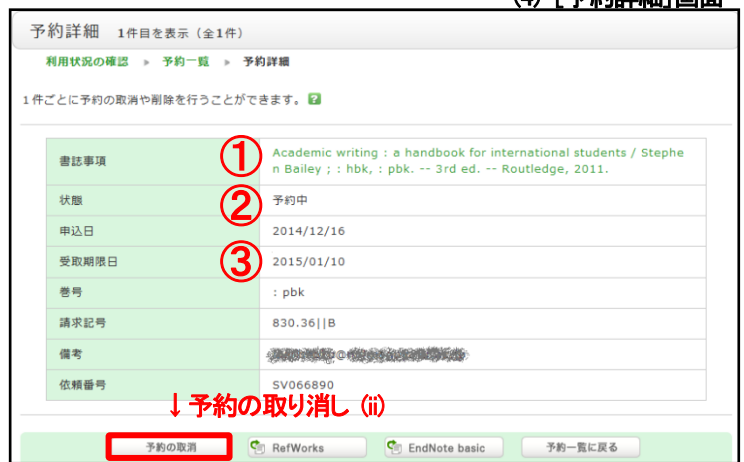 (4) [予約詳細]画面
予約詳細 1件目を表示（全1件）
利用状況の確認 » 予約一覧 » 予約詳細
1件ごとに予約の取消や削除を行うことができます。 ?
書誌事項 ① Academic writing : a handbook for international students / Stephe
n Bailey ; : hbk, : pbk. -- 3rd ed. -- Routledge, 2011.
状態 ② 予約中
申込日 2014/12/16
受取期限日 ③ 2015/01/10
巻号 : pbk
請求記号 830.36||B
備考
依頼番号 SV066890
↓予約の取り消し (ii)
予約の取消 RefWorks EndNote basic 予約一覧に戻る